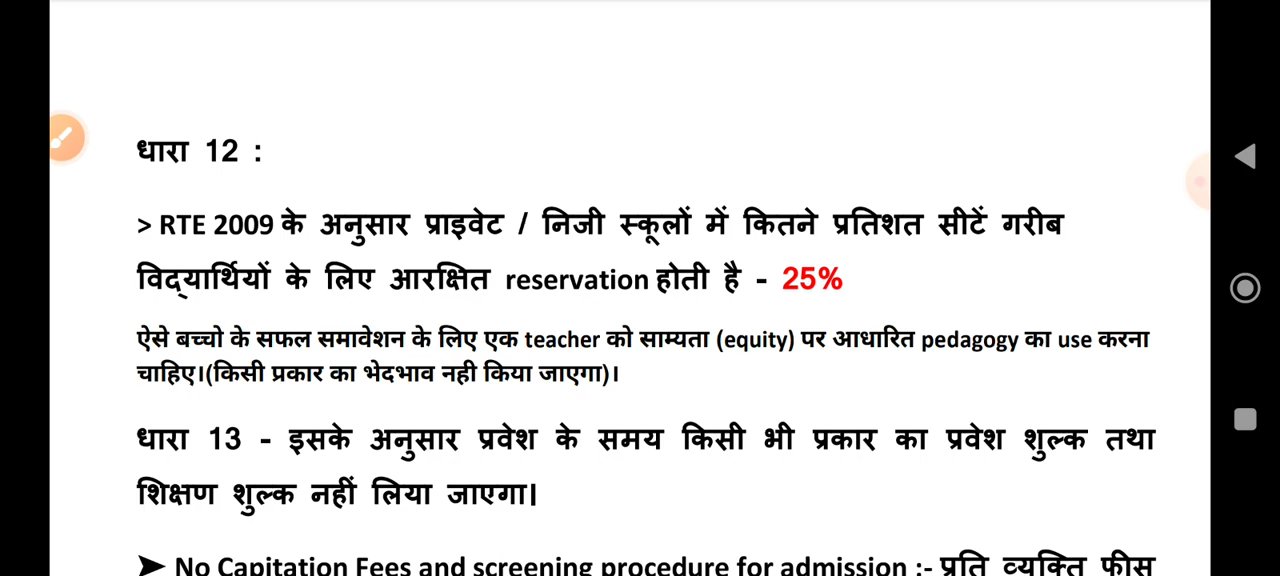 धारा 12 :
> RTE 2009 के अनुसार प्राइवेट / निजी स्कूलों में कितने प्रतिशत सीटें गरीब
विद्यार्थियों के लिए आरक्षित reservation होती है - 25%
ऐसे बच्चो के सफल समावेशन के लिए एक teacher को साम्यता (equity) पर आधारित pedagogy का use करना
चाहिए।(किसी प्रकार का भेदभाव नही किया जाएगा)।
धारा 13 - इसके अनुसार प्रवेश के समय किसी भी प्रकार का प्रवेश शुल्क तथा
शिक्षण शुल्क नहीं लिया जाएगा।
➤ No Capitation Fees and screening procedure for admission :- प्रति व्यक्ति फीस